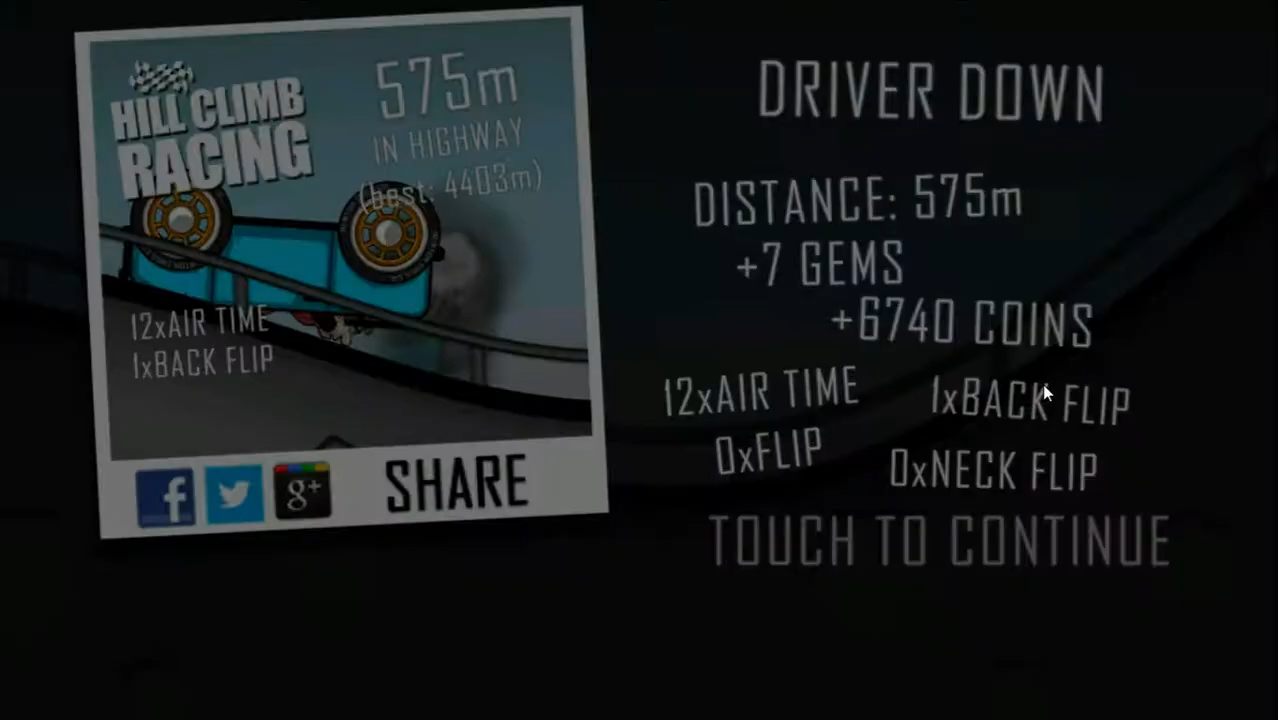 HILL CLIMB
RACING
575m
IN HIGHWAY
(best: 4403m)
12xAIR TIME
1xBACK FLIP
f
g+
SHARE
DRIVER DOWN
DISTANCE: 575m
+7 GEMS
+6740 COINS
12xAIR TIME
1xBACK FLIP
0xFLIP
0xNECK FLIP
TOUCH TO CONTINUE